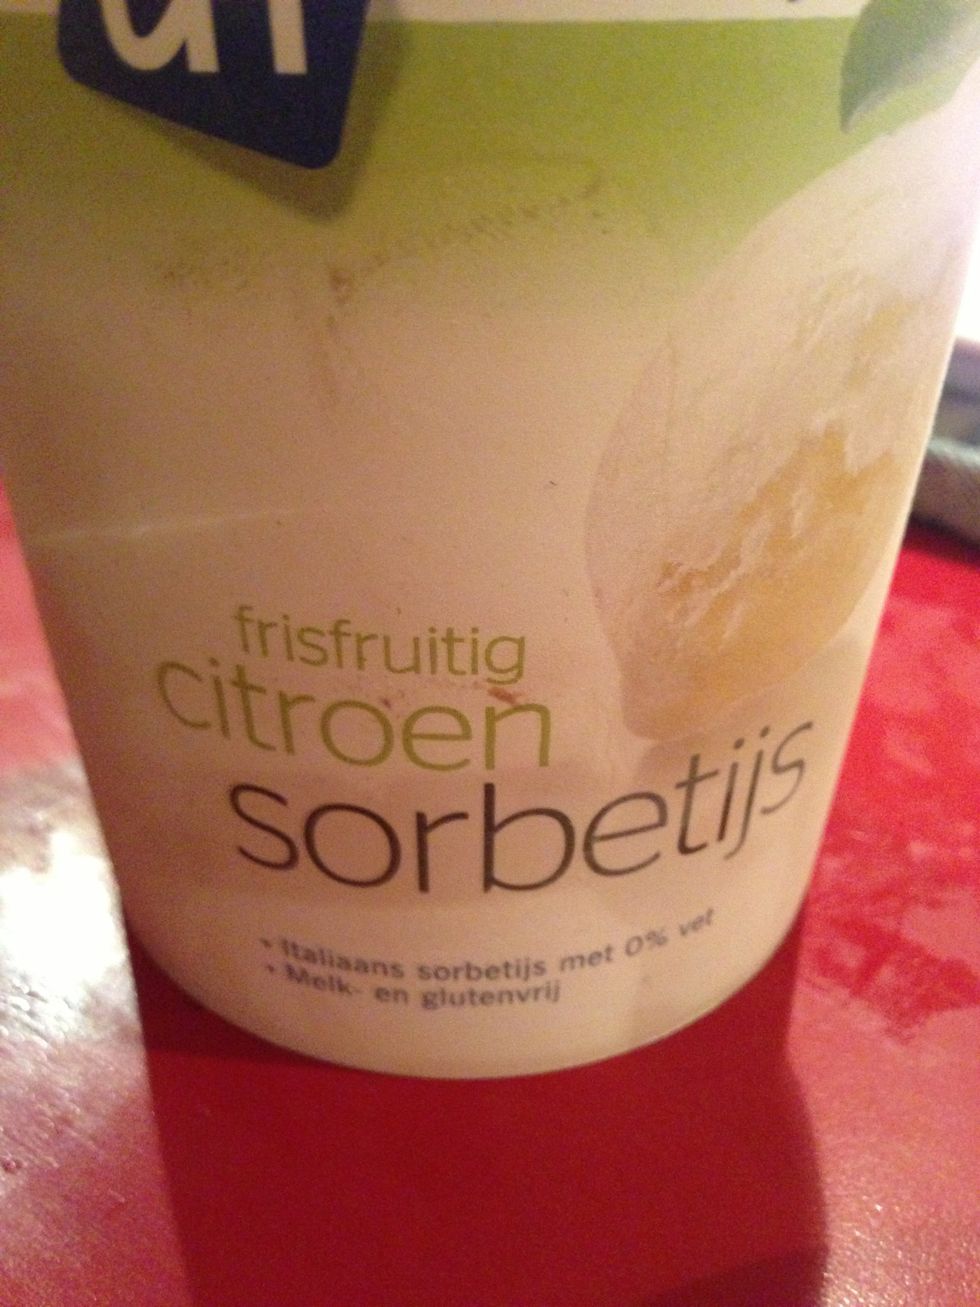 frisfruitig
citroen
sorbetijs
• Italiaans sorbetijs met 0% vet
• Melk- en glutenvrij